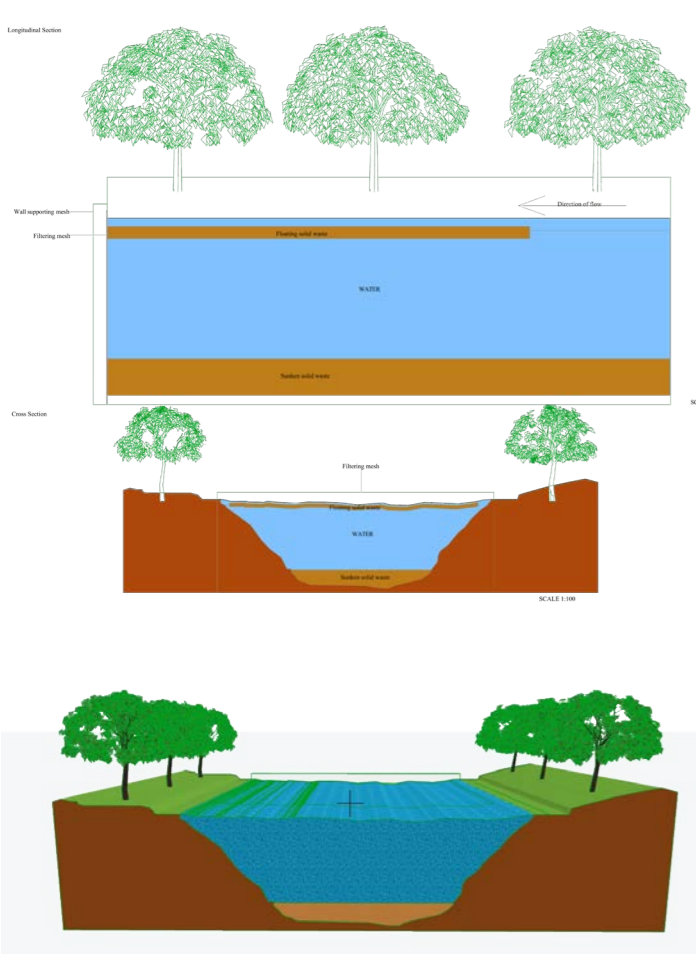 Longitudinal Section
Direction of flow
Wall supporting mesh
Floating solid waste
Filtering mesh
WATER
Sunken solid waste
SC
Cross Section
Filtering mesh
Floating solid waste
WATER
Sunken solid waste
SCALE 1:100